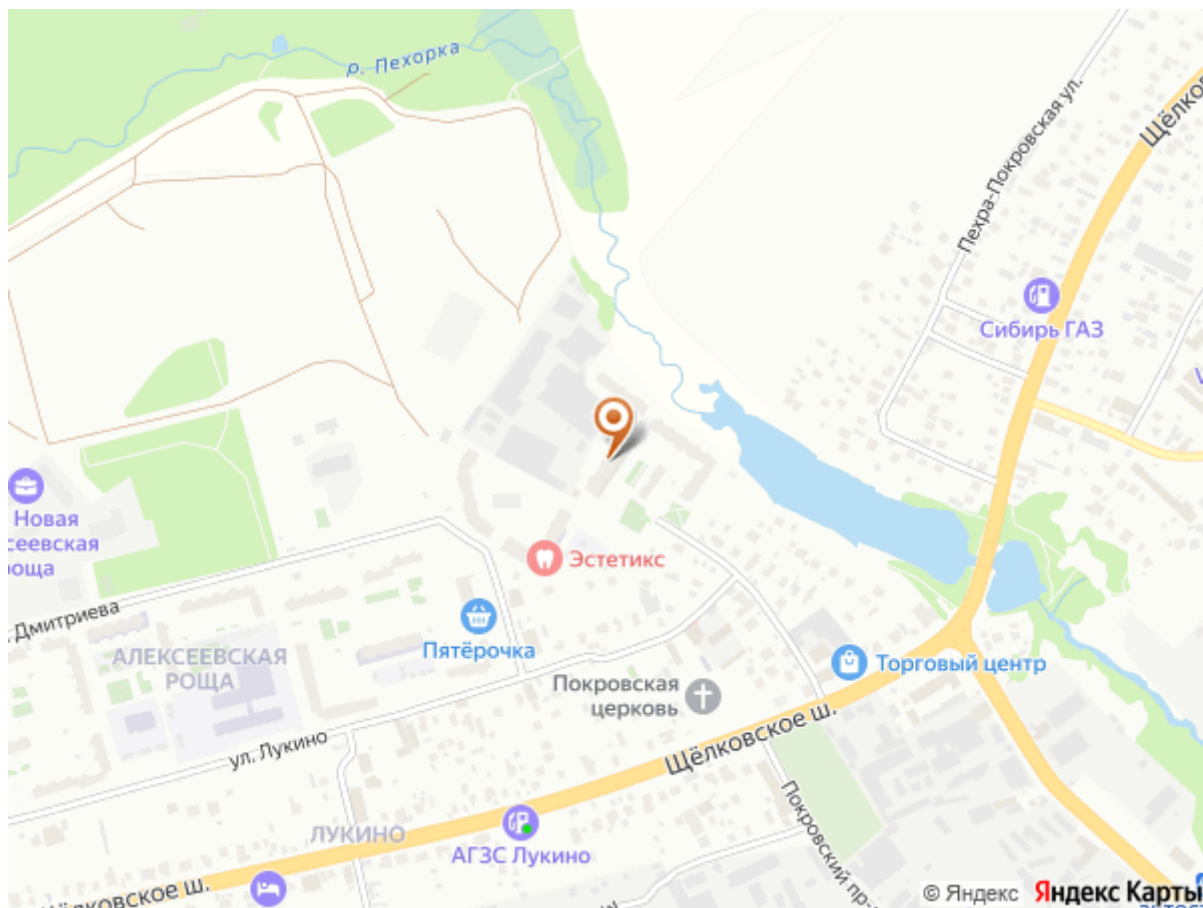 р. Пехорка
Щёлков
Пехра-Покровская ул.
Сибирь ГАЗ
Новая
сеевская
роща
Эстетикс
Дмитриева
Пятёрочка
АЛЕКСЕЕВСКАЯ
РОЩА
Торговый центр
Покровская
церковь
Щёлковское ш.
ул. Лукино
Покровский пр-
ЛУКИНО
АГЗС Лукино
Щёлковское ш.
© Яндекс Яндекс Карты